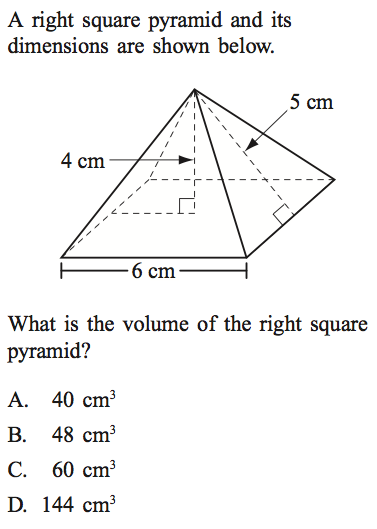 A right square pyramid and its
dimensions are shown below.
5 cm
4 cm
6 cm
What is the volume of the right square
pyramid?
A. 40 cm³
B. 48 cm³
C. 60 cm³
D. 144 cm³